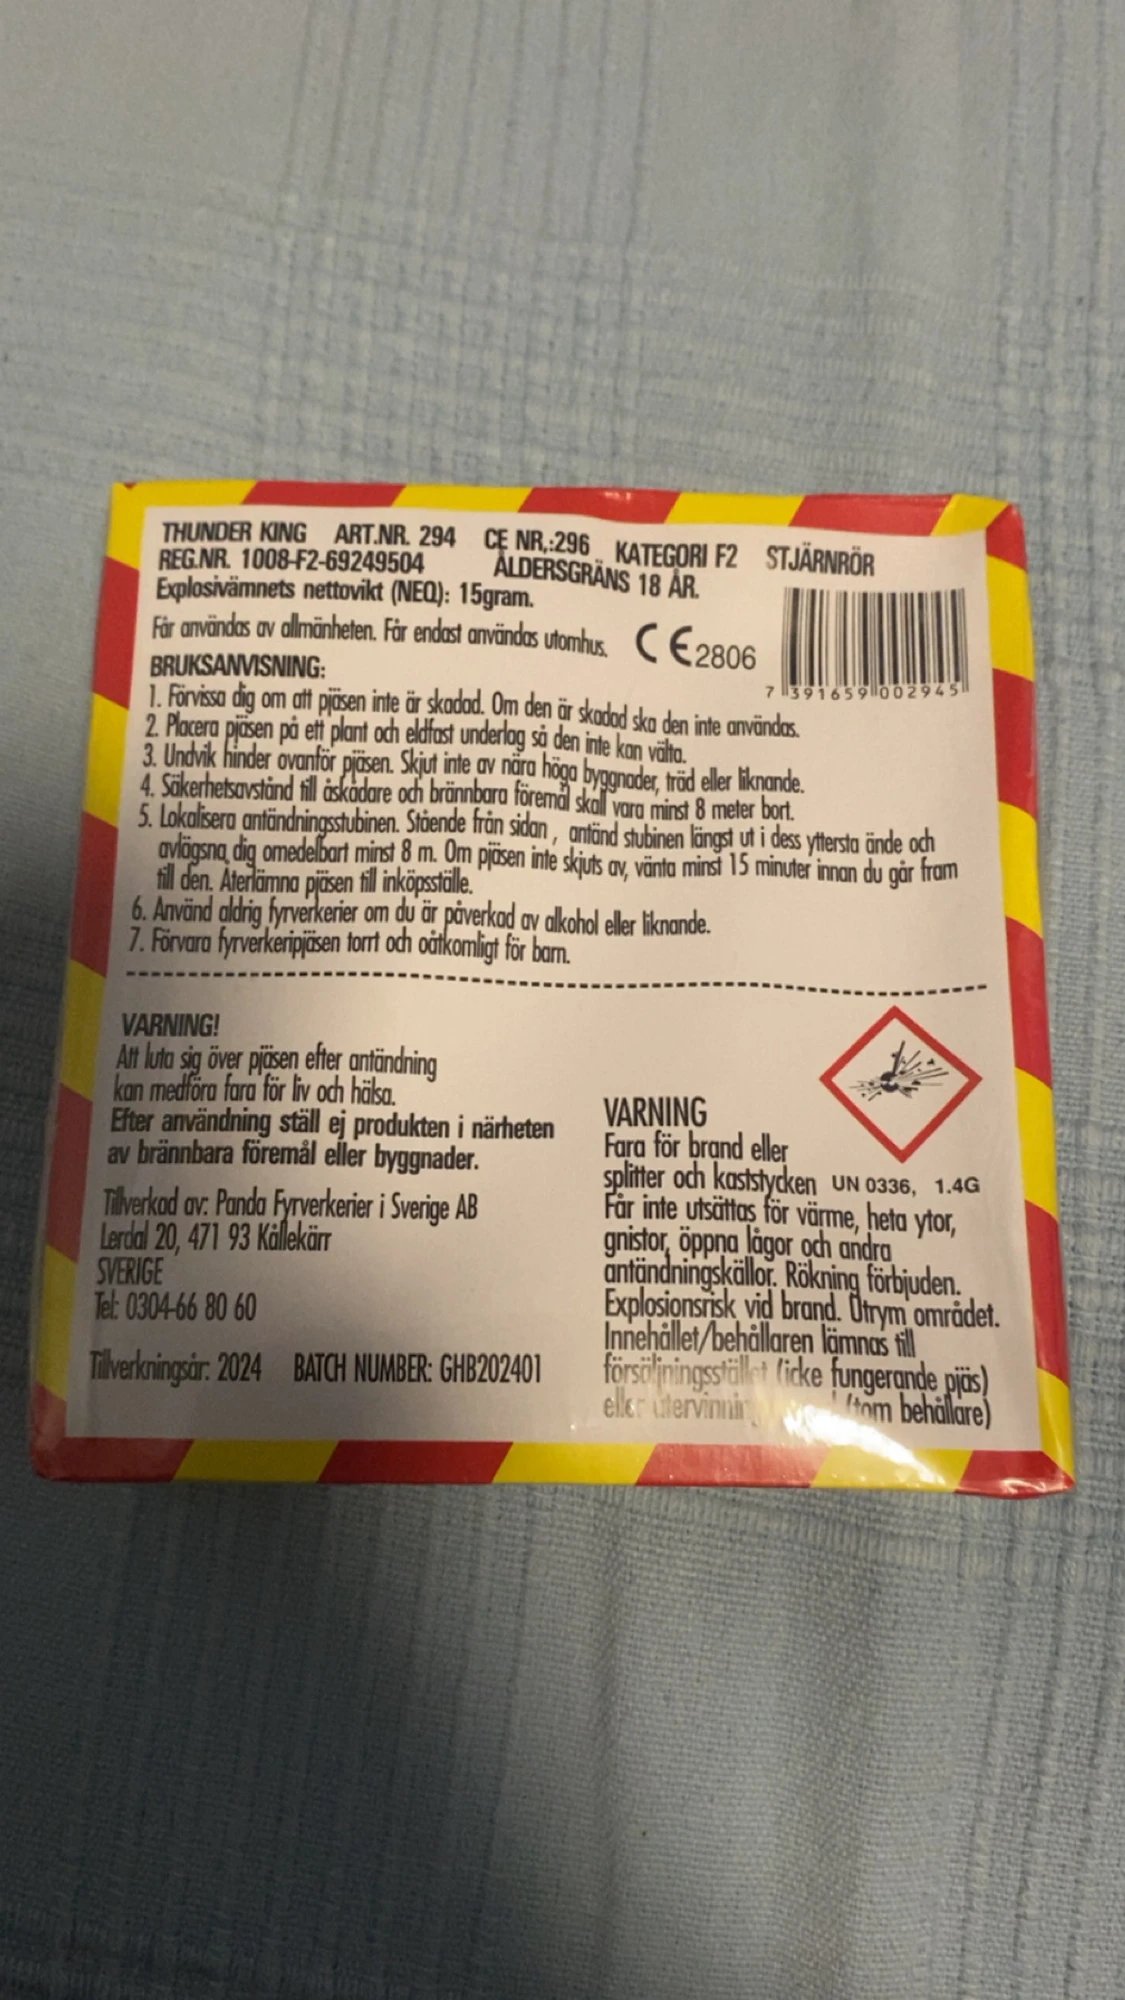 THUNDER KING ART.NR. 294 CE NR,:296 KATEGORI F2 STJÄRNRÖR
REG.NR. 1008-F2-69249504 ÅLDERSGRÄNS 18 ÅR.
Explosivämnets nettovikt (NEQ): 15gram.
Får användas av allmänheten. Får endast användas utomhus. CE 2806
7 391659 002945
BRUKSANVISNING:
1. Förvissa dig om att pjäsen inte är skadad. Om den är skadad ska den inte användas.
2. Placera pjäsen på ett plant och eldfast underlag så den inte kan välta.
3. Undvik hinder ovanför pjäsen. Skjut inte av nära höga byggnader, träd eller liknande.
4. Säkerhetsavstånd till åskådare och brännbara föremål skall vara minst 8 meter bort.
5. Lokalisera antändningsstubinen. Stående från sidan , antänd stubinen längst ut i dess yttersta ände och
avlägsna dig omedelbart minst 8 m. Om pjäsen inte skjuts av, vänta minst 15 minuter innan du går fram
till den. Återlämna pjäsen till inköpsställe.
6. Använd aldrig fyrverkerier om du är påverkad av alkohol eller liknande.
7. Förvara fyrverkeripjäsen torrt och oåtkomligt för barn.
VARNING!
Att luta sig över pjäsen efter antändning
kan medföra fara för liv och hälsa.
Efter användning ställ ej produkten i närheten
av brännbara föremål eller byggnader.
Tillverkad av: Panda Fyrverkerier i Sverige AB
Lerdal 20, 471 93 Kållekärr
SVERIGE
Tel: 0304-66 80 60
Tillverkningsår: 2024 BATCH NUMBER: GHB202401
VARNING
Fara för brand eller
splitter och kaststycken UN 0336, 1.4G
Får inte utsättas för värme, heta ytor,
gnistor, öppna lågor och andra
antändningskällor. Rökning förbjuden.
Explosionsrisk vid brand. Utrym området.
Innehållet/behållaren lämnas till
försäljningsstället (icke fungerande pjäs)
eller (tom behållare)